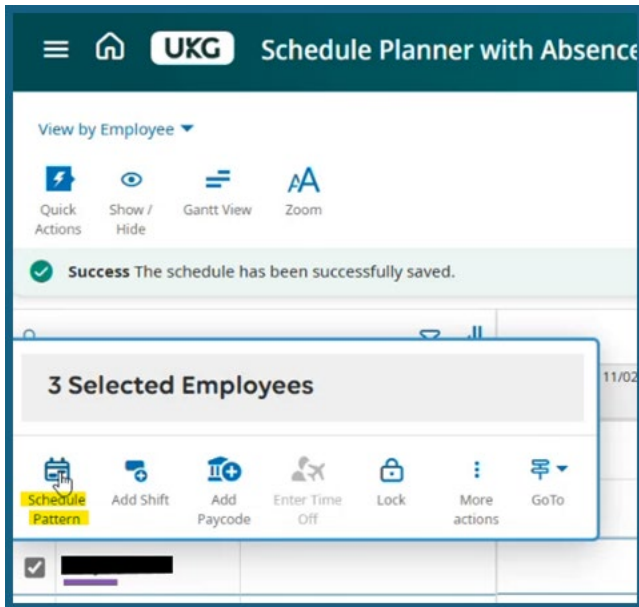 UKG Schedule Planner with Absence
View by Employee
Quick Actions
Show / Hide
Gantt View
Zoom
Success The schedule has been successfully saved.
11/02
3 Selected Employees
Schedule Pattern
Add Shift
Add Paycode
Enter Time Off
Lock
More actions
GoTo